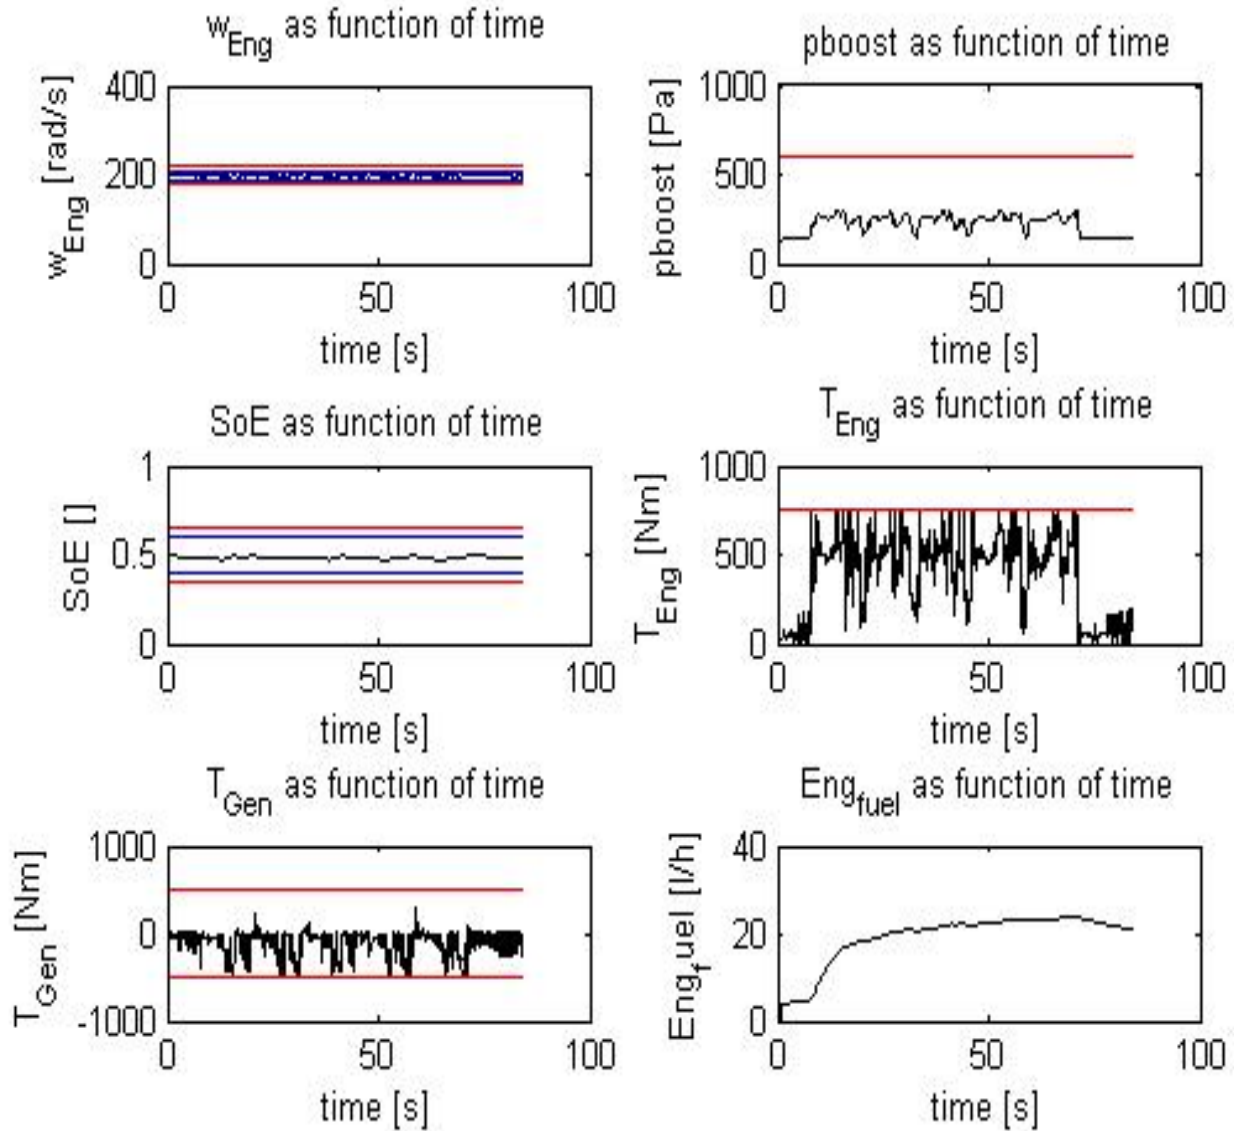 w_Eng as function of time
w_Eng [rad/s]
400
200
0
0 50 100
time [s]
pboost as function of time
pboost [Pa]
1000
500
0
0 50 100
time [s]
SoE as function of time
SoE []
1
0.5
0
0 50 100
time [s]
T_Eng as function of time
T_Eng [Nm]
1000
500
0
0 50 100
time [s]
T_Gen as function of time
T_Gen [Nm]
1000
0
-1000
0 50 100
time [s]
Eng_fuel as function of time
Eng_fuel [l/h]
40
20
0
0 50 100
time [s]